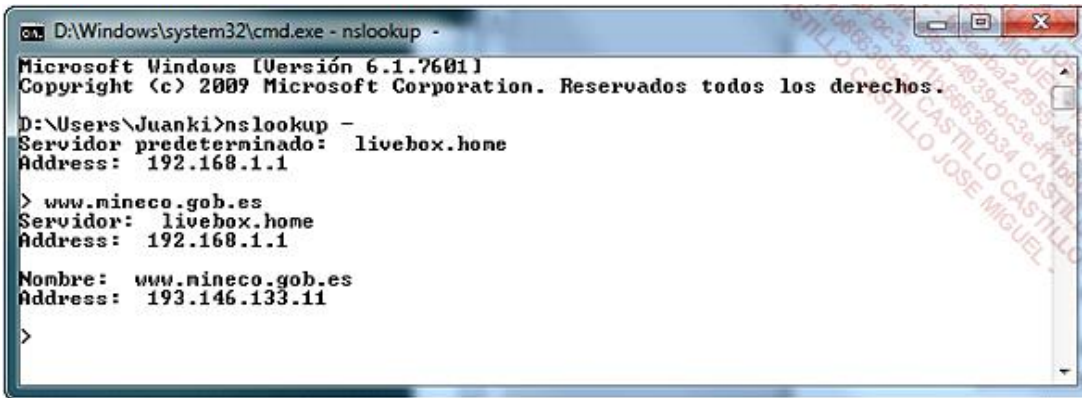 D:\Windows\system32\cmd.exe - nslookup -
Microsoft Windows [Versión 6.1.7601]
Copyright (c) 2009 Microsoft Corporation. Reservados todos los derechos.
D:\Users\Juanki>nslookup -
Servidor predeterminado:  livebox.home
Address:  192.168.1.1
> www.mineco.gob.es
Servidor:  livebox.home
Address:  192.168.1.1
Nombre:  www.mineco.gob.es
Address:  193.146.133.11
>